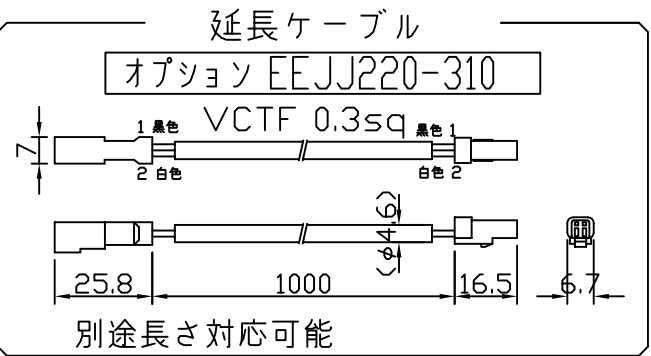 延長ケーブル
オプション EEJJ220-310
VCTF 0.3sq
1 黒色
黒色 1
7
2 白色
白色 2
(φ4.6)
25.8
1000
16.5
6.7
別途長さ対応可能